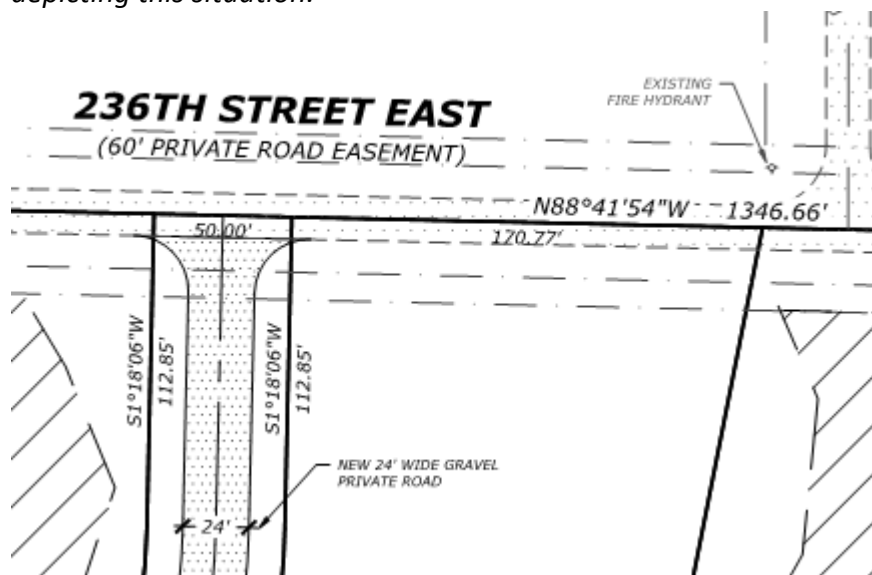 depicting this situation.
EXISTING
FIRE HYDRANT
236TH STREET EAST
(60' PRIVATE ROAD EASEMENT)
N88°41'54"W 1346.66'
50.00'
170.77'
S1°18'06"W
112.85'
S1°18'06"W
112.85'
NEW 24' WIDE GRAVEL
PRIVATE ROAD
24'